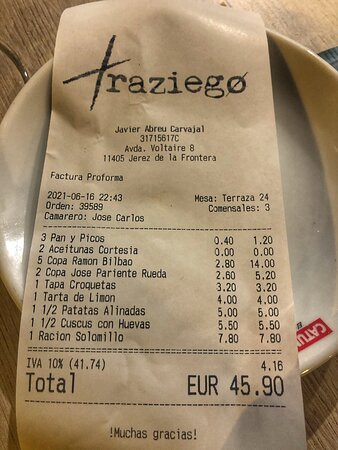 traziegø
Javier Abreu Carvajal
31715617C
Avda. Voltaire 8
11405 Jerez de la Frontera
Factura Proforma
2021-06-16 22:43 Mesa: Terraza 24
Orden: 39589 Comensales: 3
Camarero: Jose Carlos
3 Pan y Picos 0.40 1.20
2 Aceitunas Cortesia 0.00 0.00
5 Copa Ramon Bilbao 2.80 14.00
2 Copa Jose Pariente Rueda 2.60 5.20
1 Tapa Croquetas 3.20 3.20
1 Tarta de Limon 4.00 4.00
1 1/2 Patatas Alinadas 5.00 5.00
1 1/2 Cuscus con Huevas 5.50 5.50
1 Racion Solomillo 7.80 7.80
IVA 10% (41.74) 4.16
Total EUR 45.90
¡Muchas gracias!